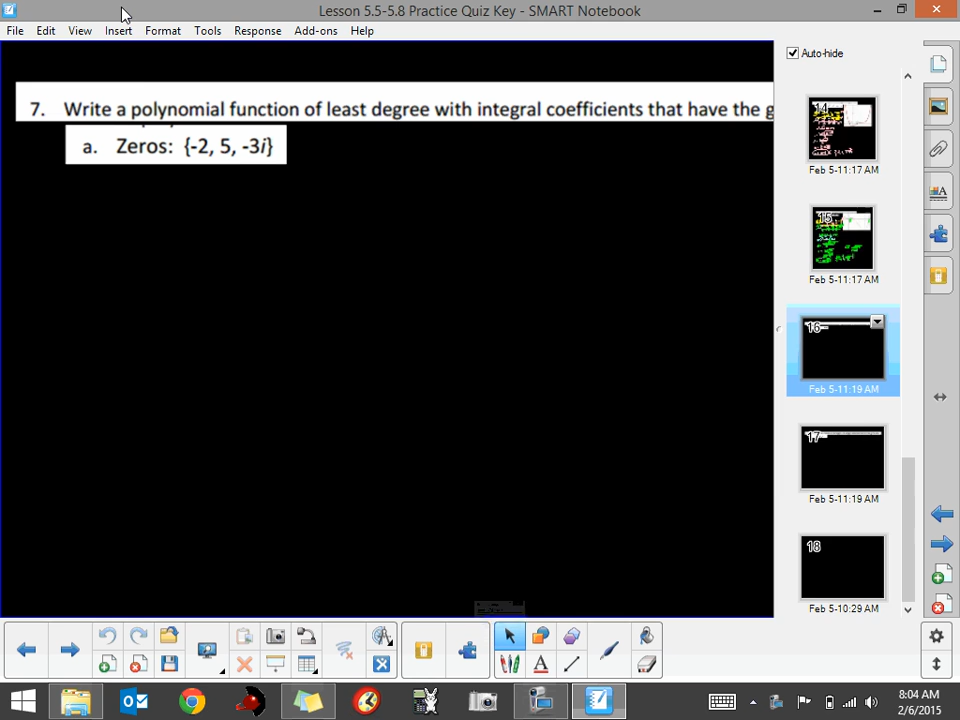 Lesson 5.5-5.8 Practice Quiz Key - SMART Notebook
File Edit View Insert Format Tools Response Add-ons Help
7. Write a polynomial function of least degree with integral coefficients that have the g
a. Zeros: {-2, 5, -3i}
Auto-hide
14
Feb 5-11:17 AM
15
Feb 5-11:17 AM
16
Feb 5-11:19 AM
17
Feb 5-11:19 AM
18
Feb 5-10:29 AM
8:04 AM
2/6/2015